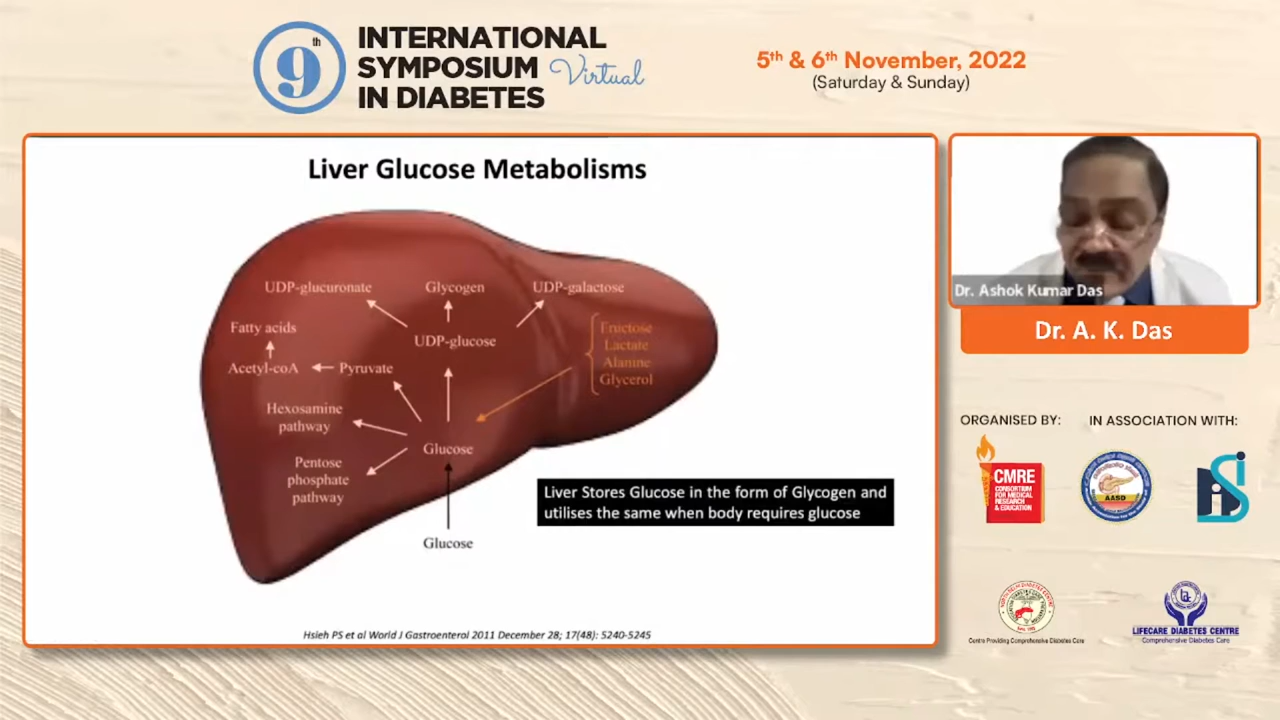 9th
INTERNATIONAL
SYMPOSIUM Virtual
IN DIABETES
5th & 6th November, 2022
(Saturday & Sunday)
Liver Glucose Metabolisms
UDP-glucuronate
Glycogen
UDP-galactose
Fatty acids
UDP-glucose
Fructose
Lactate
Alanine
Glycerol
Acetyl-coA
Pyruvate
Hexosamine
pathway
Glucose
Pentose
phosphate
pathway
Liver Stores Glucose in the form of Glycogen and
utilises the same when body requires glucose
Glucose
Hsieh PS et al World J Gastroenterol 2011 December 28; 17(48): 5240-5245
Dr. Ashok Kumar Das
Dr. A. K. Das
ORGANISED BY:
IN ASSOCIATION WITH:
CMRE
CONSORTIUM
FOR MEDICAL
RESEARCH
& EDUCATION
AASD
Centre Providing Comprehensive Diabetes Care
LIFECARE DIABETES CENTRE
Comprehensive Diabetes Care